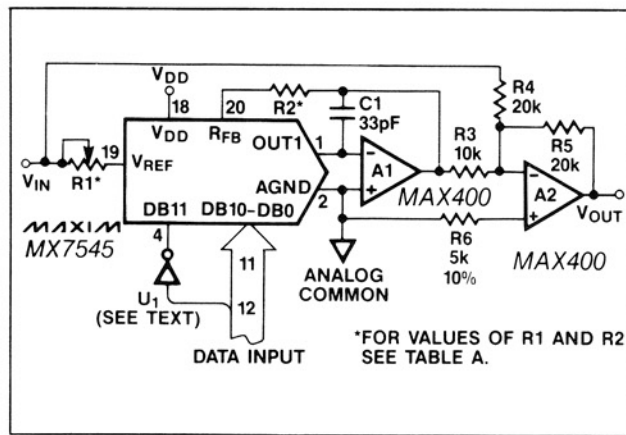 VDD
18
20
R2*
C1
33pF
R4
20k
R5
20k
VDD
RFB
OUT1
1
R3
10k
A1
A2
19
VREF
R1*
VIN
AGND
2
MAX400
VOUT
MAXIM
MX7545
DB11
DB10-DB0
4
R6
5k
10%
MAX400
ANALOG
COMMON
11
12
U1
(SEE TEXT)
DATA INPUT
*FOR VALUES OF R1 AND R2
SEE TABLE A.